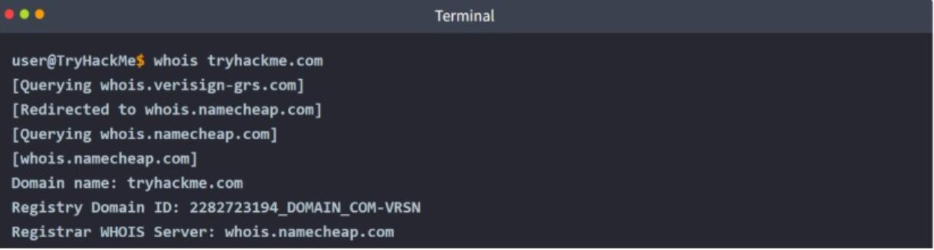 Terminal
user@TryHackMe$ whois tryhackme.com
[Querying whois.verisign-grs.com]
[Redirected to whois.namecheap.com]
[Querying whois.namecheap.com]
[whois.namecheap.com]
Domain name: tryhackme.com
Registry Domain ID: 2282723194_DOMAIN_COM-VRSN
Registrar WHOIS Server: whois.namecheap.com